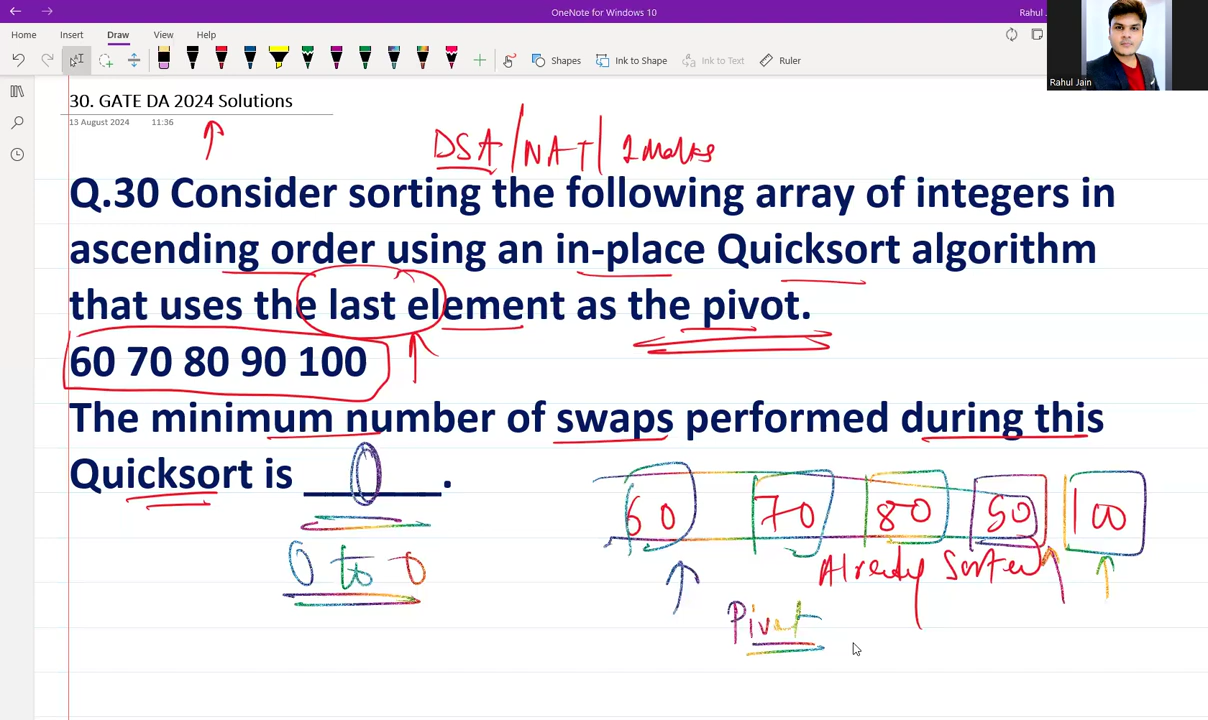 OneNote for Windows 10
Rahul J
Home Insert Draw View Help
Shapes Ink to Shape Ink to Text Ruler
Rahul Jain
30. GATE DA 2024 Solutions
13 August 2024 11:36
DSA / NAT | 1 Marks
Q.30 Consider sorting the following array of integers in
ascending order using an in-place Quicksort algorithm
that uses the last element as the pivot.
60 70 80 90 100
The minimum number of swaps performed during this
Quicksort is 0.
60 70 80 90 100
0 to 0
Already Sorted
Pivot